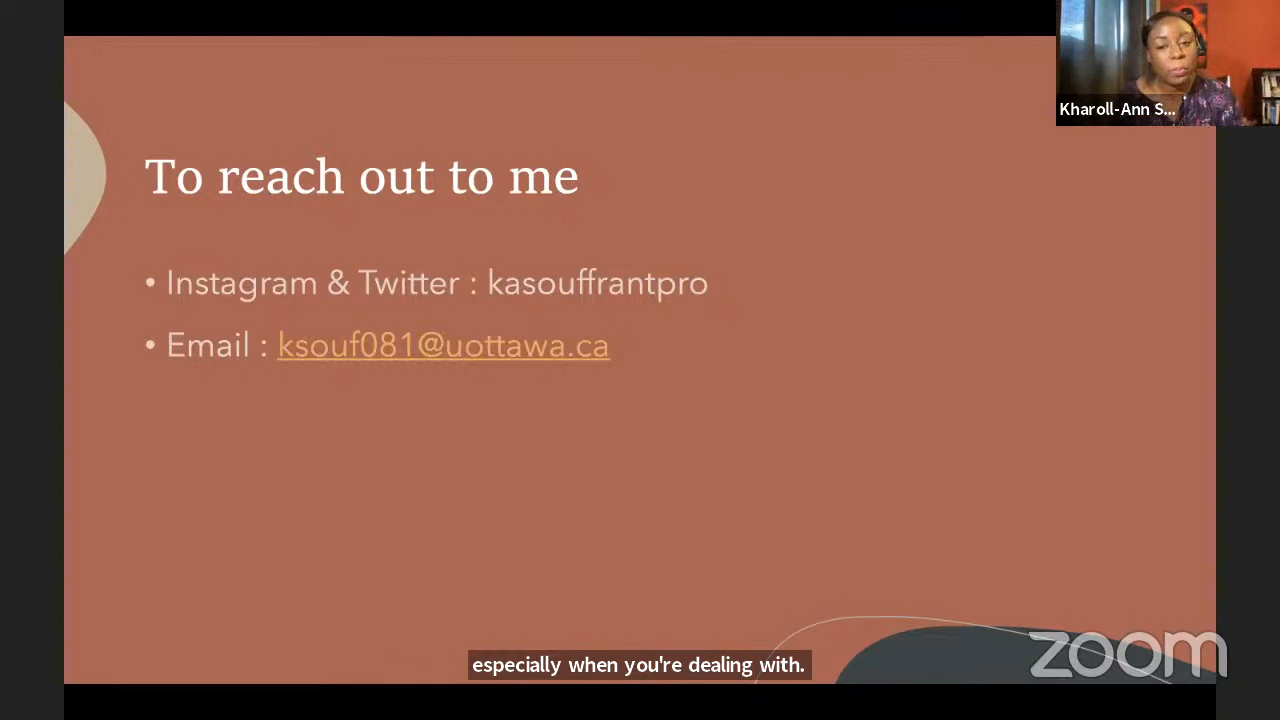 Kharoll-Ann S...
To reach out to me
• Instagram & Twitter : kasouffrantpro
• Email : ksouf081@uottawa.ca
especially when you're dealing with.
zoom